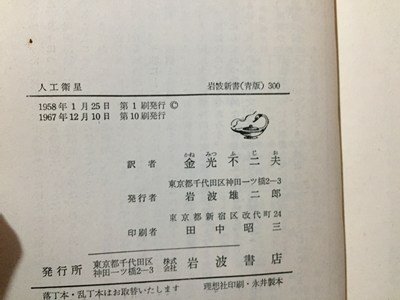 人工衛星
岩波新書(青版) 300
1958年1月25日 第1刷発行 ©
1967年12月10日 第10刷発行
かね みつ ふ じ お
訳者 金光不二夫
東京都千代田区神田一ツ橋2−3
発行者 岩波雄二郎
東京都新宿区改代町24
印刷者 田中昭三
発行所 東京都千代田区神田一ツ橋2−3 株式会社 岩波書店
落丁本・乱丁本はお取替いたします 理想社印刷・永井製本